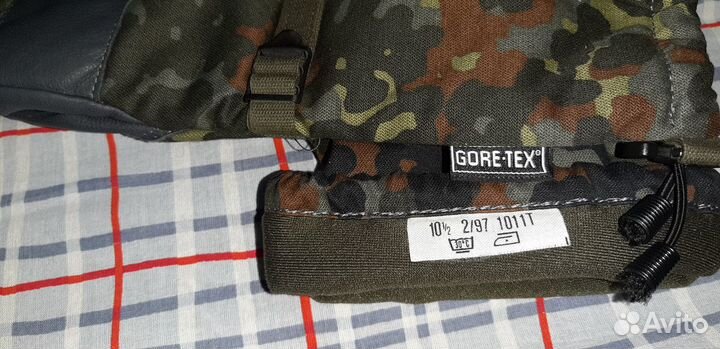 GORE-TEX®
10½ 2/97 1011T
30°C
Avito